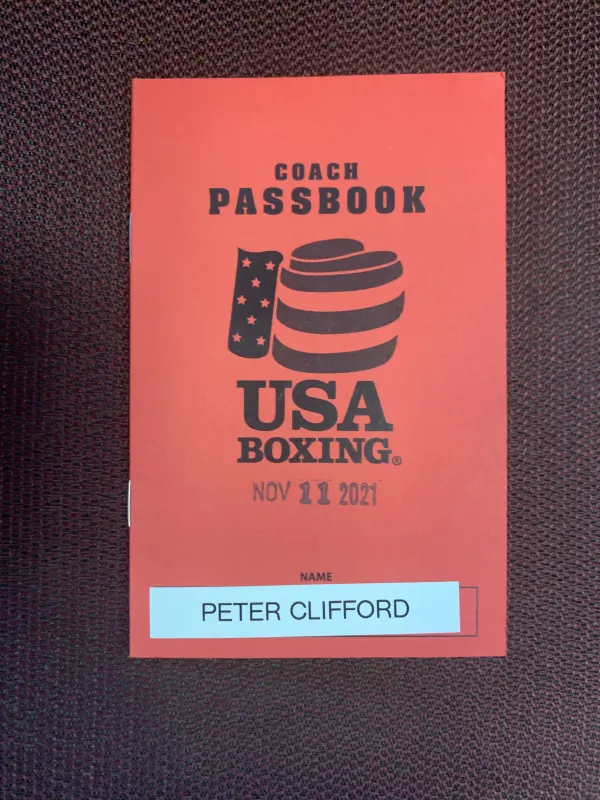 COACH
PASSBOOK
USA
BOXING®
NOV 11 2021
NAME
PETER CLIFFORD